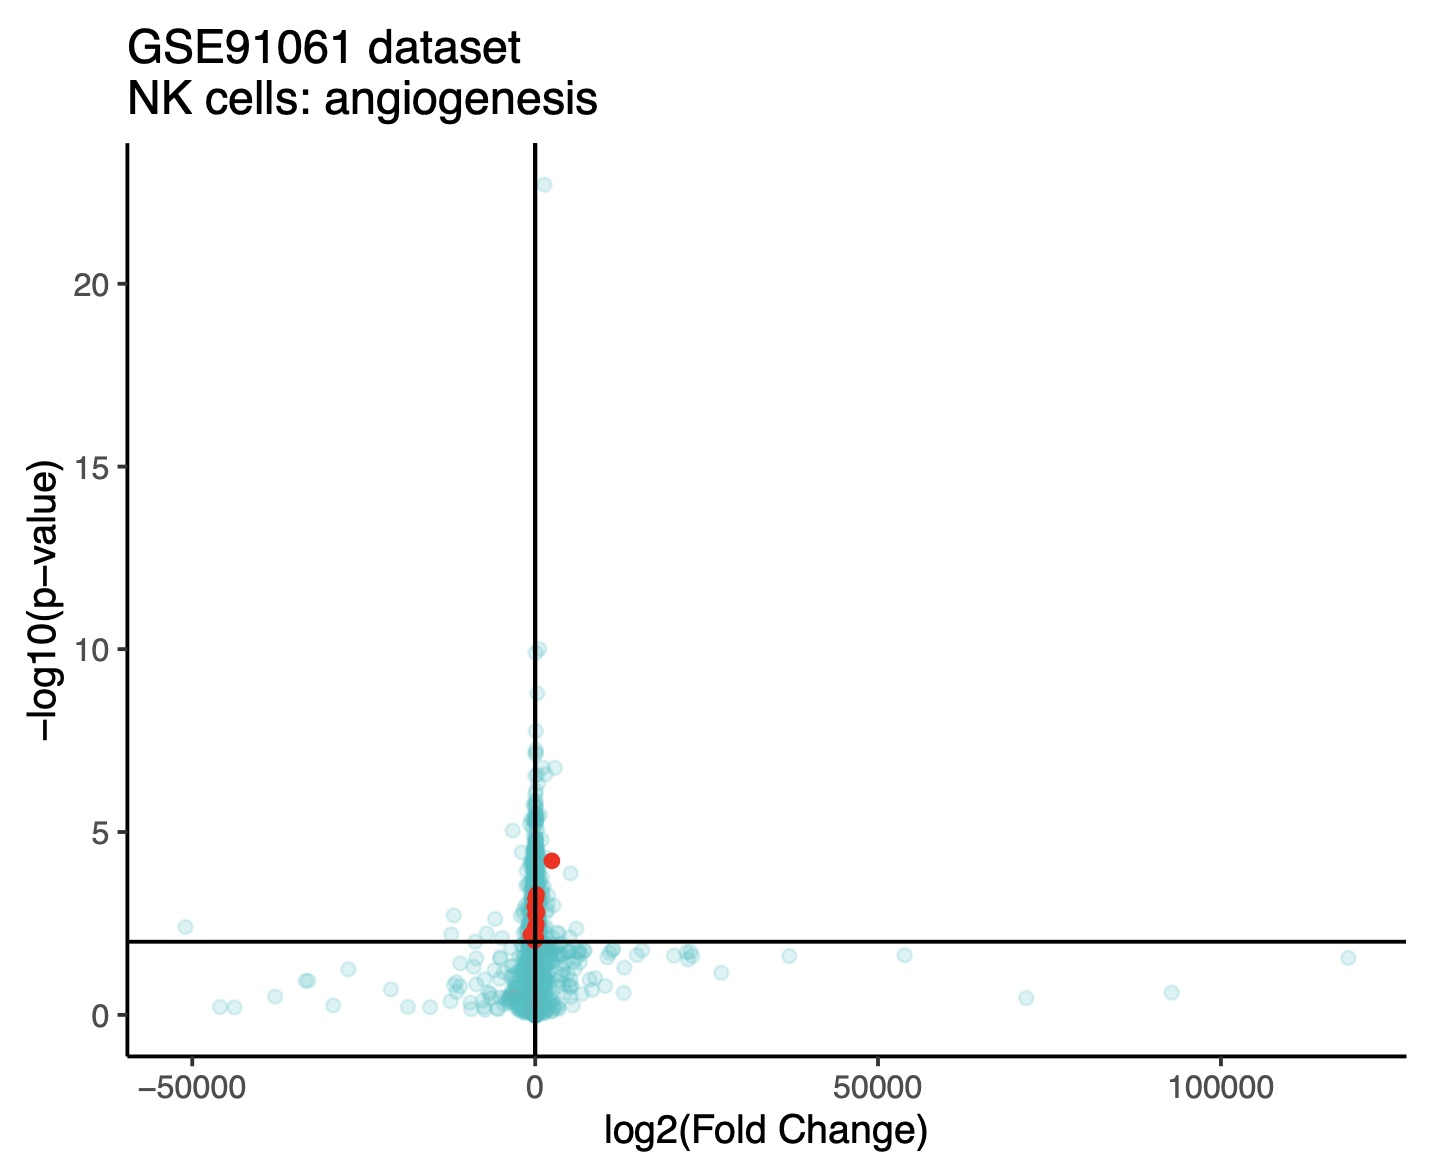 GSE91061 dataset
NK cells: angiogenesis
−log10(p−value)
20
15
10
5
0
−50000
0
50000
100000
log2(Fold Change)